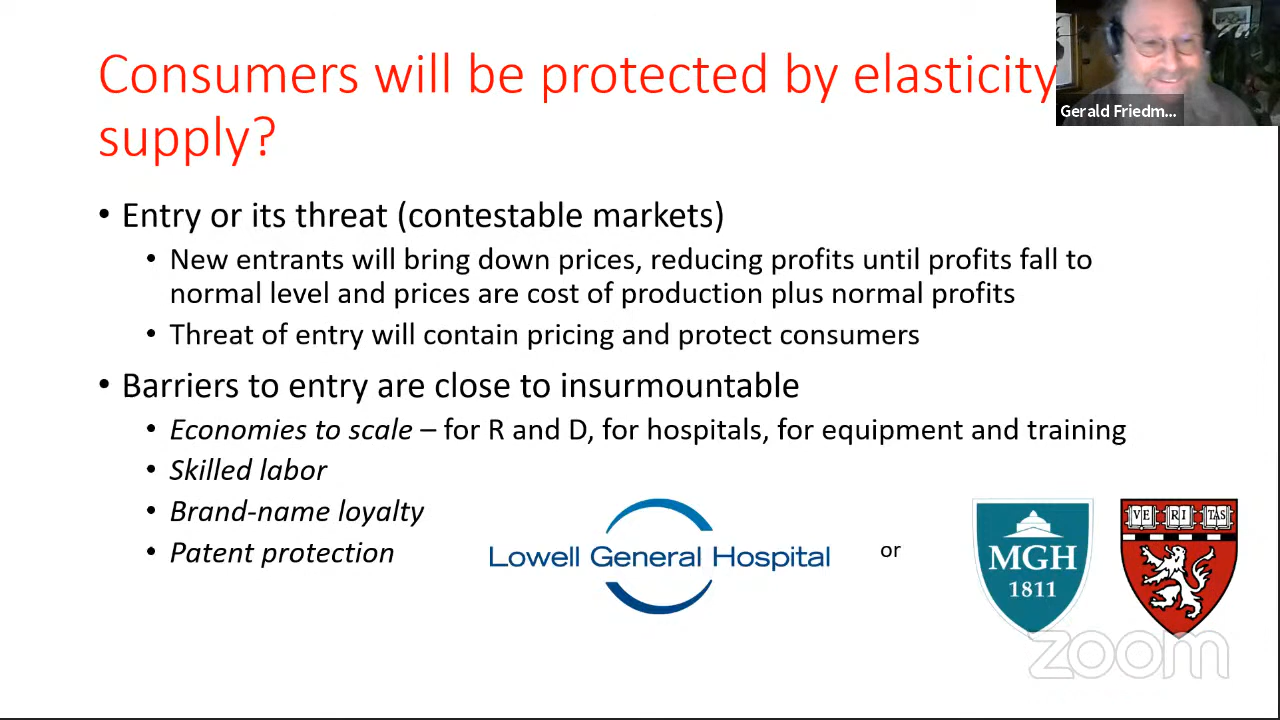 Consumers will be protected by elasticity
supply?
Gerald Friedm...
• Entry or its threat (contestable markets)
• New entrants will bring down prices, reducing profits until profits fall to
normal level and prices are cost of production plus normal profits
• Threat of entry will contain pricing and protect consumers
• Barriers to entry are close to insurmountable
• Economies to scale – for R and D, for hospitals, for equipment and training
• Skilled labor
• Brand-name loyalty
• Patent protection
Lowell General Hospital
or
MGH
1811
VE RI TAS
zoom